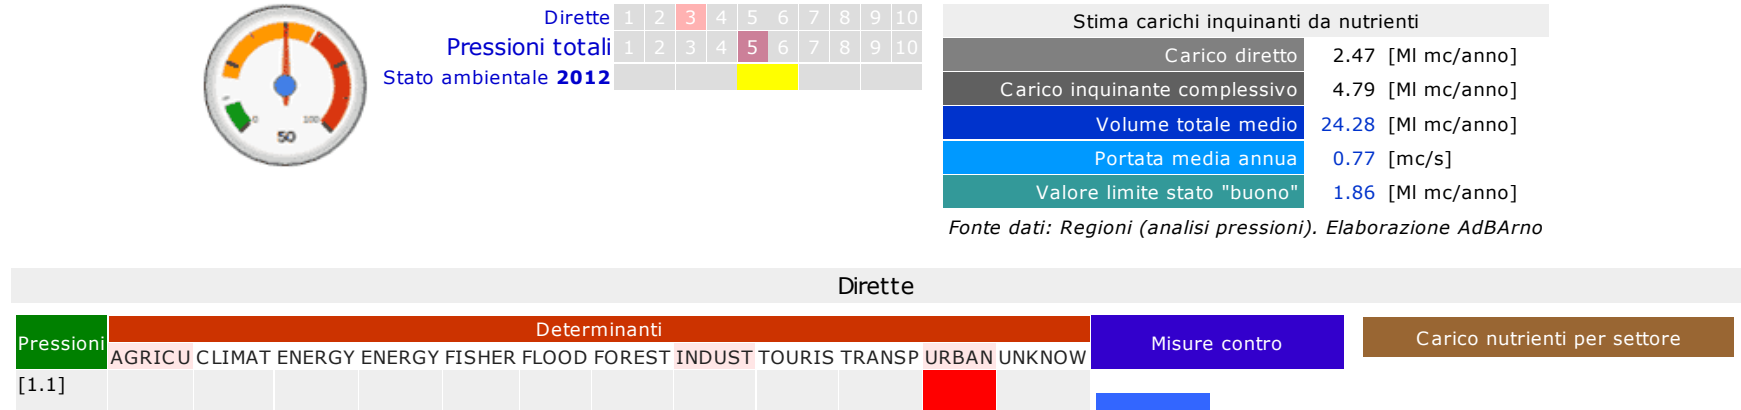 Dirette 1 2 3 4 5 6 7 8 9 10
Pressioni totali 1 2 3 4 5 6 7 8 9 10
Stato ambientale 2012
0 100
50
Stima carichi inquinanti da nutrienti
Carico diretto 2.47 [Ml mc/anno]
Carico inquinante complessivo 4.79 [Ml mc/anno]
Volume totale medio 24.28 [Ml mc/anno]
Portata media annua 0.77 [mc/s]
Valore limite stato "buono" 1.86 [Ml mc/anno]
Fonte dati: Regioni (analisi pressioni). Elaborazione AdBArno
Dirette
Pressioni Determinanti Misure contro Carico nutrienti per settore
AGRICU CLIMAT ENERGY ENERGY FISHER FLOOD FOREST INDUST TOURIS TRANSP URBAN UNKNOW
[1.1]